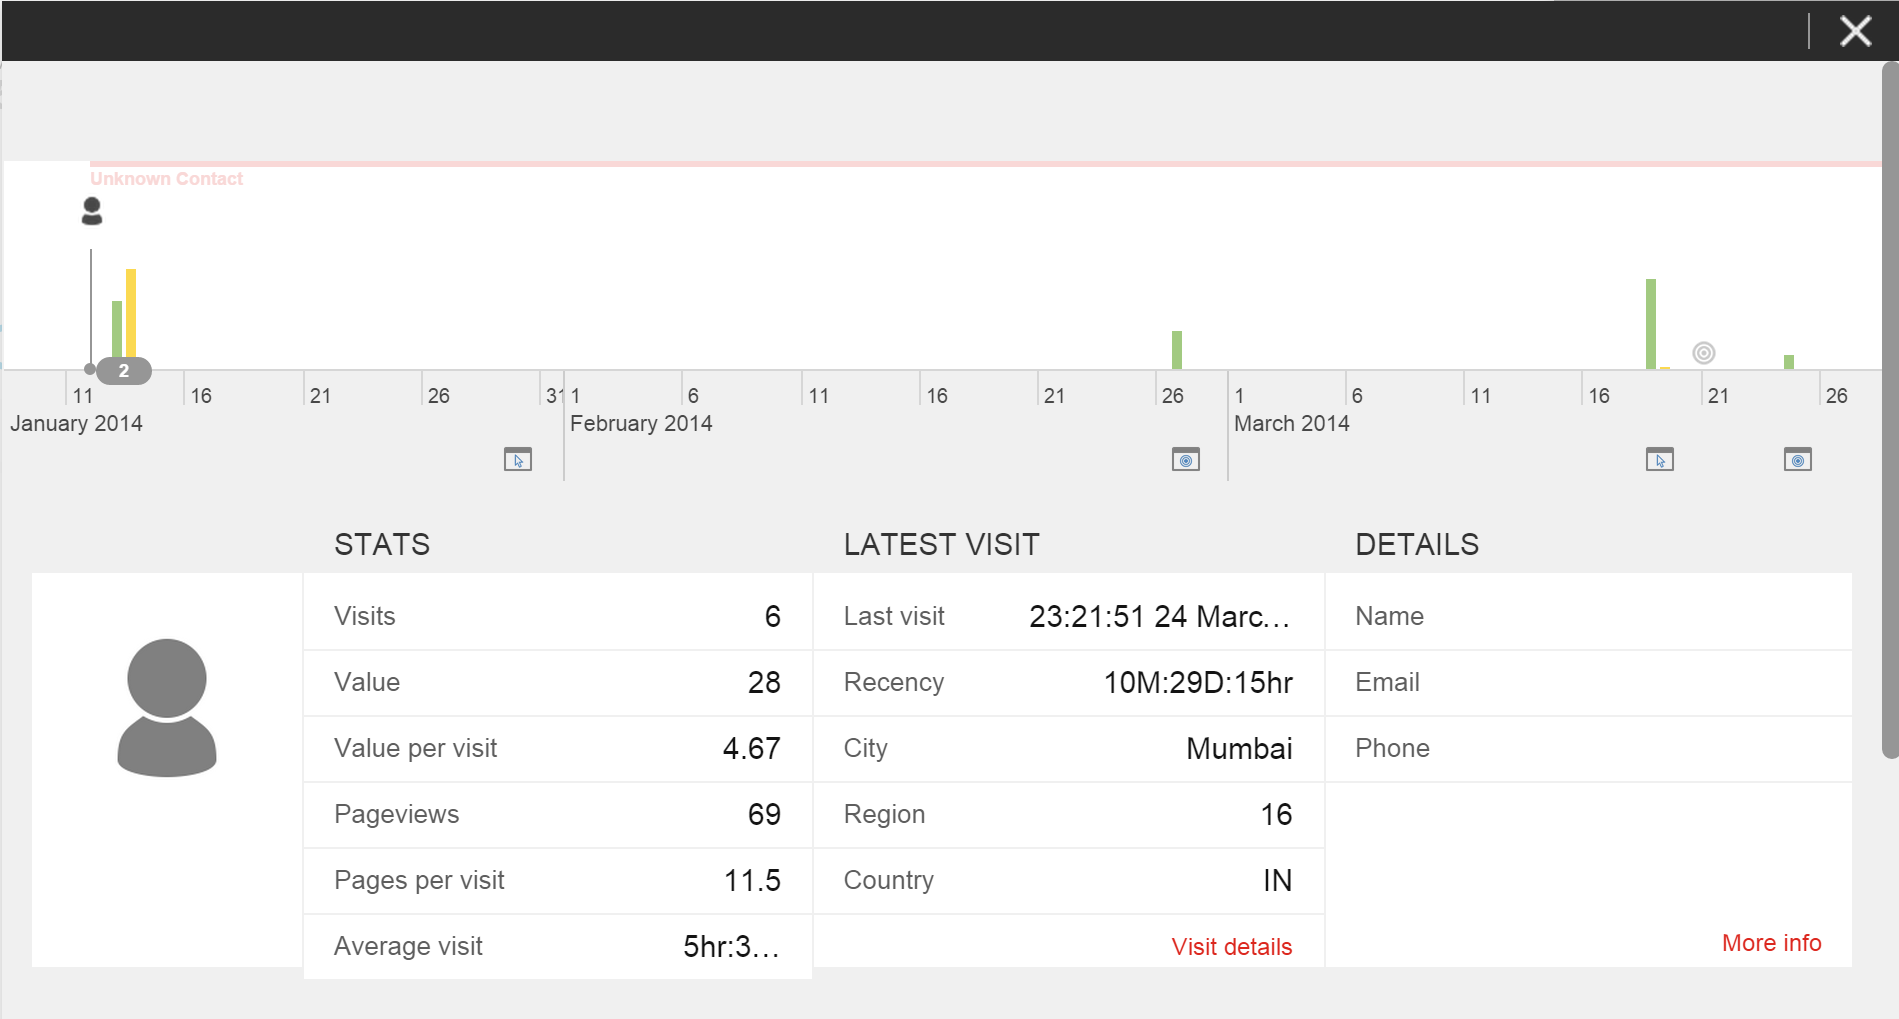 Unknown Contact
2
11 16 21 26 31 1 6 11 16 21 26 1 6 11 16 21 26
January 2014 February 2014 March 2014
STATS
Visits 6
Value 28
Value per visit 4.67
Pageviews 69
Pages per visit 11.5
Average visit 5hr:3...
LATEST VISIT
Last visit 23:21:51 24 Marc...
Recency 10M:29D:15hr
City Mumbai
Region 16
Country IN
Visit details
DETAILS
Name
Email
Phone
More info